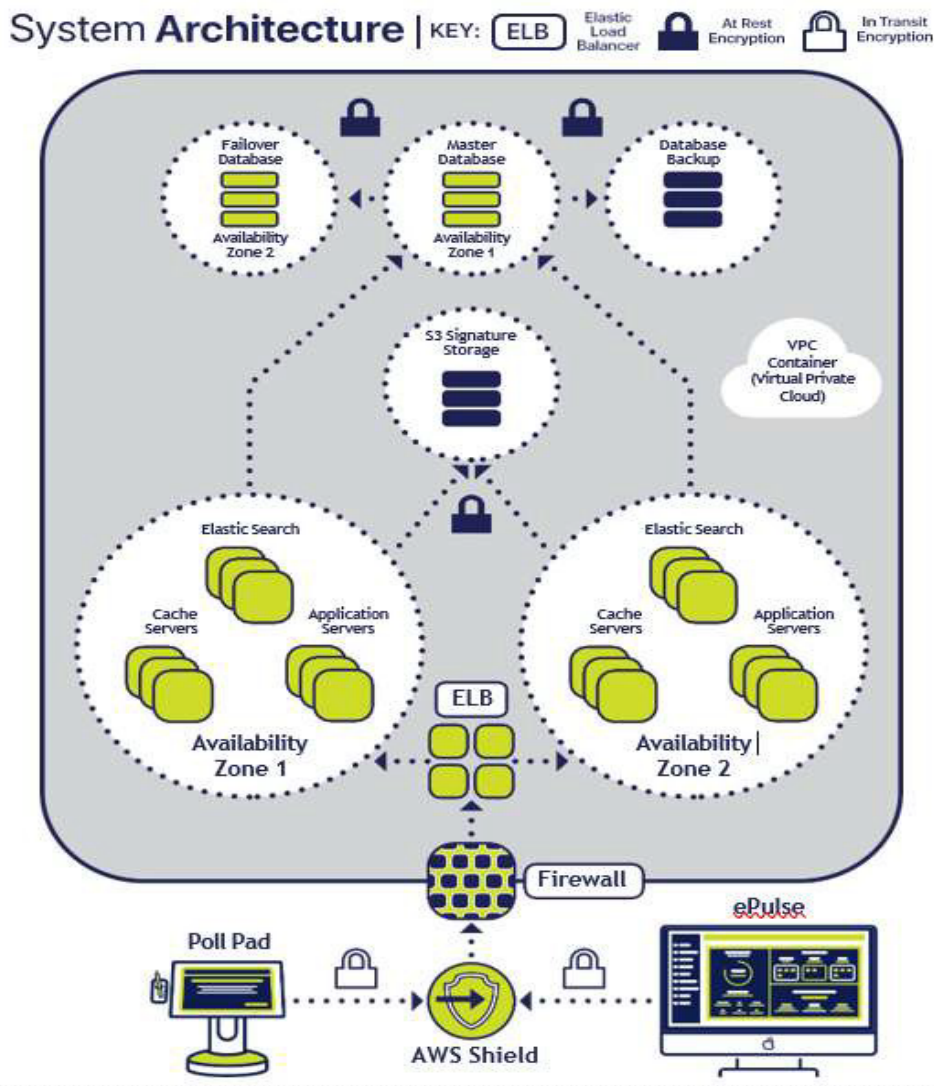 System Architecture | KEY: ELB Elastic Load Balancer At Rest Encryption In Transit Encryption
Failover
Database
Availability
Zone 2
Master
Database
Availability
Zone 1
Database
Backup
S3 Signature
Storage
VPC
Container
(Virtual Private
Cloud)
Elastic Search
Cache
Servers
Application
Servers
Availability
Zone 1
ELB
Elastic Search
Cache
Servers
Application
Servers
Availability
Zone 2
Firewall
Poll Pad
ePulse
AWS Shield